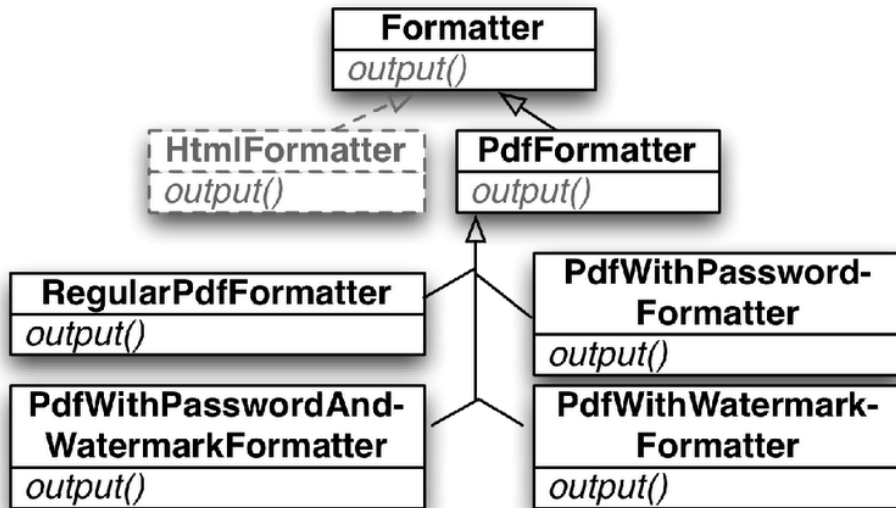 Formatter
output()
HtmlFormatter
output()
PdfFormatter
output()
RegularPdfFormatter
output()
PdfWithPassword-
Formatter
output()
PdfWithPasswordAnd-
WatermarkFormatter
output()
PdfWithWatermark-
Formatter
output()